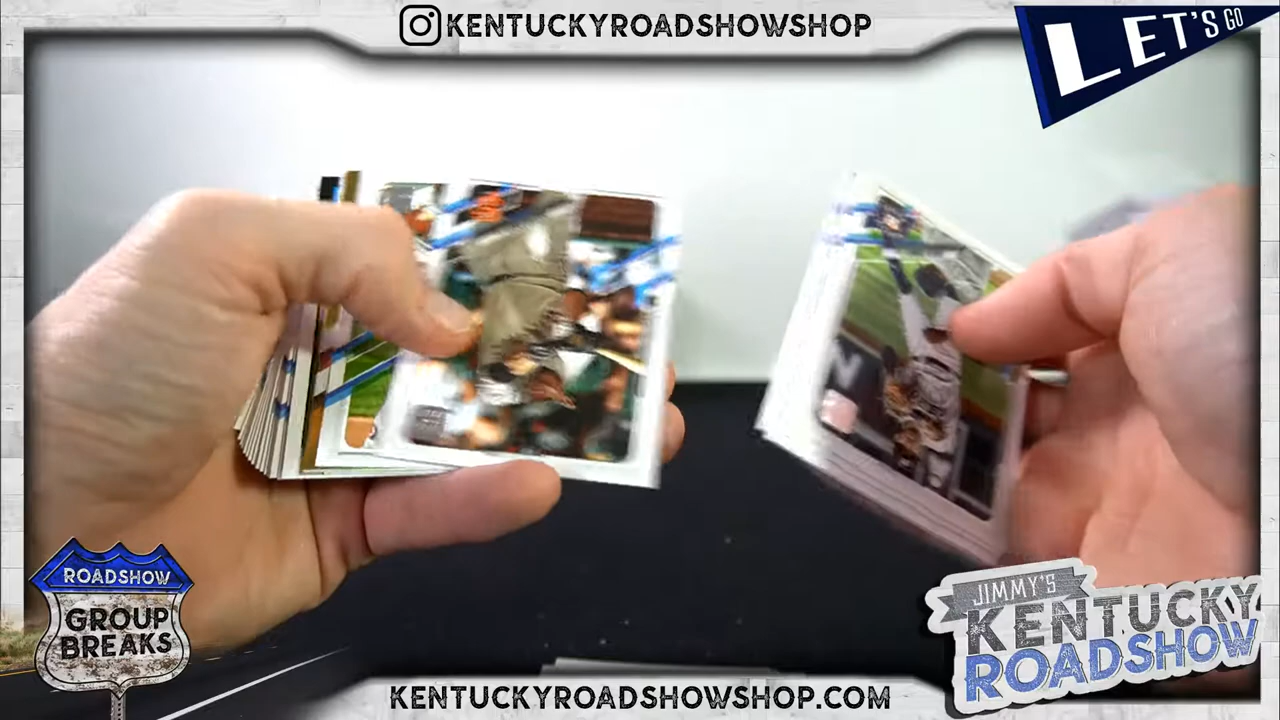 KENTUCKYROADSHOWSHOP
LET'S GO
ROADSHOW
GROUP
BREAKS
JIMMY'S
KENTUCKY
ROADSHOW
KENTUCKYROADSHOWSHOP.COM